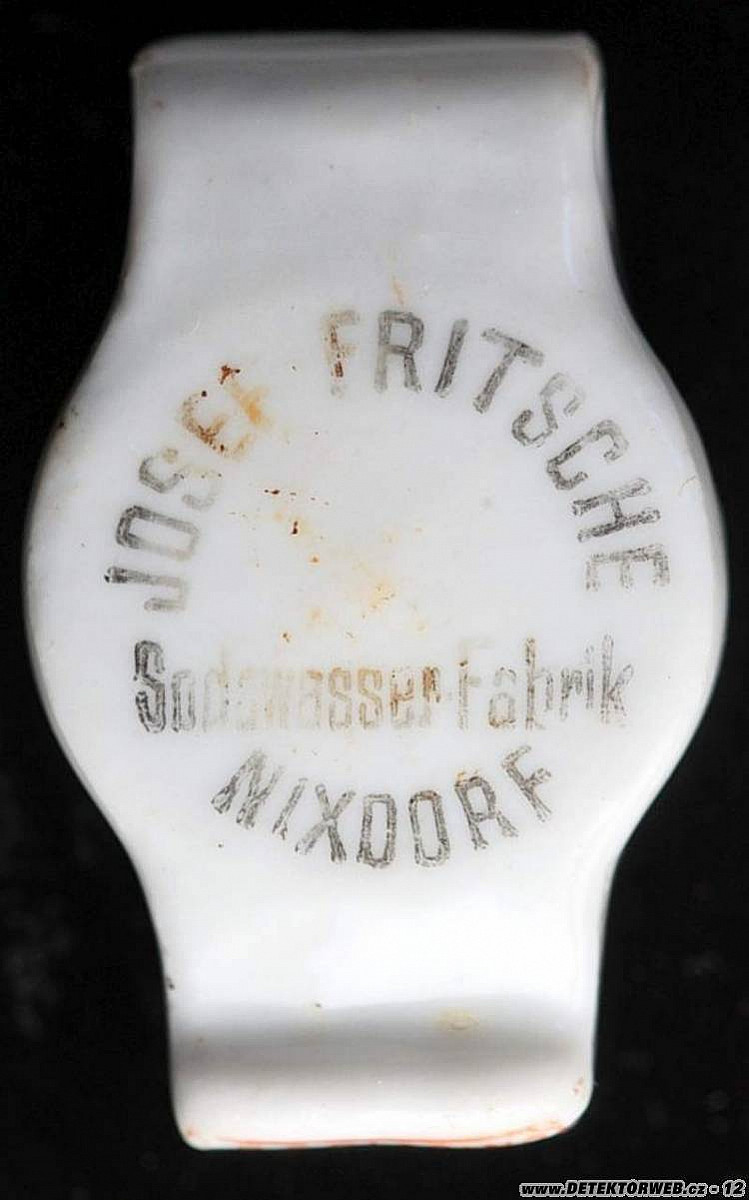 JOSEF FRITSCHE
Sodawasser-Fabrik
NIXDORF
www.DETEKTORWEB.cz - 12